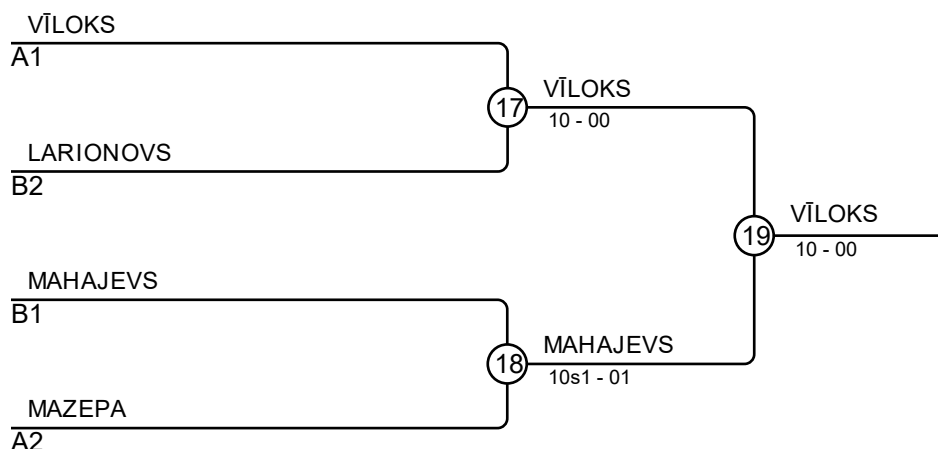 VĪLOKS
A1
17
VĪLOKS
10 - 00
LARIONOVS
B2
19
VĪLOKS
10 - 00
MAHAJEVS
B1
18
MAHAJEVS
10s1 - 01
MAZEPA
A2